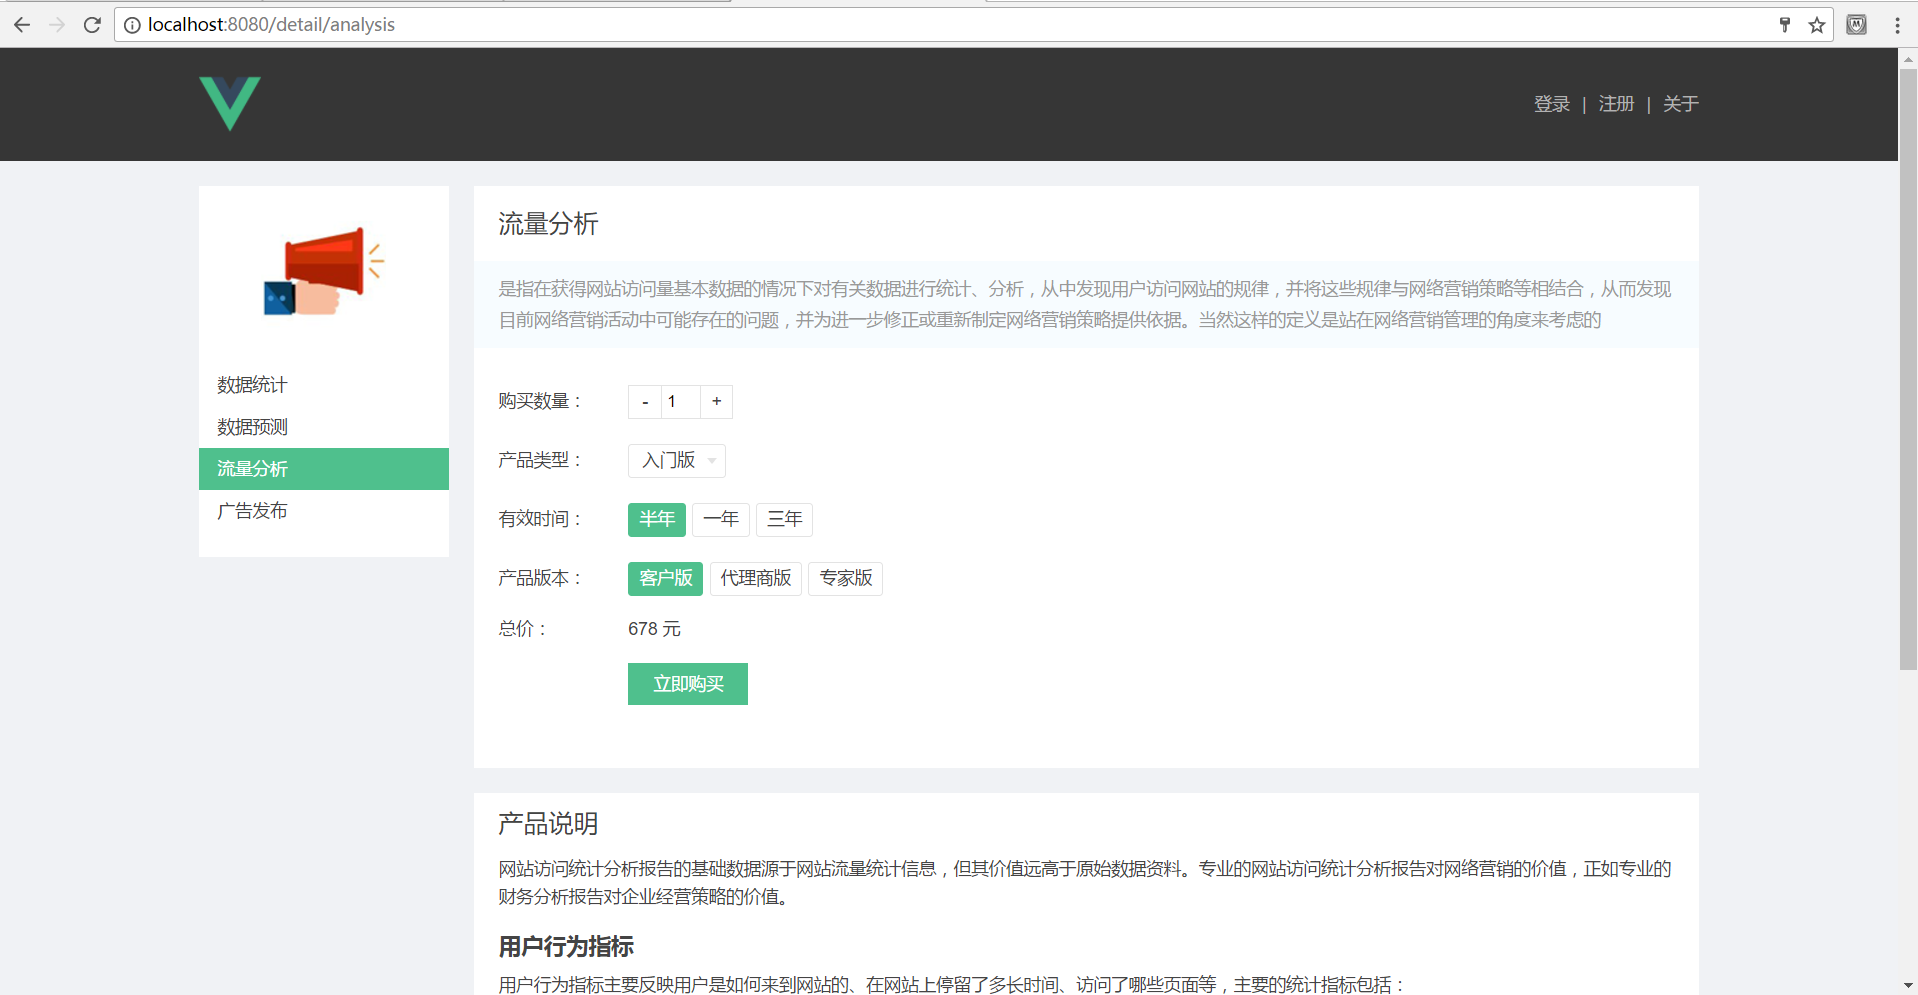 localhost:8080/detail/analysis
登录 | 注册 | 关于
数据统计
数据预测
流量分析
广告发布
流量分析
是指在获得网站访问量基本数据的情况下对有关数据进行统计、分析，从中发现用户访问网站的规律，并将这些规律与网络营销策略等相结合，从而发现
目前网络营销活动中可能存在的问题，并为进一步修正或重新制定网络营销策略提供依据。当然这样的定义是站在网络营销管理的角度来考虑的
购买数量： - 1 +
产品类型： 入门版
有效时间： 半年 一年 三年
产品版本： 客户版 代理商版 专家版
总价： 678 元
立即购买
产品说明
网站访问统计分析报告的基础数据源于网站流量统计信息，但其价值远高于原始数据资料。专业的网站访问统计分析报告对网络营销的价值，正如专业的
财务分析报告对企业经营策略的价值。
用户行为指标
用户行为指标主要反映用户是如何来到网站的、在网站上停留了多长时间、访问了哪些页面等，主要的统计指标包括：